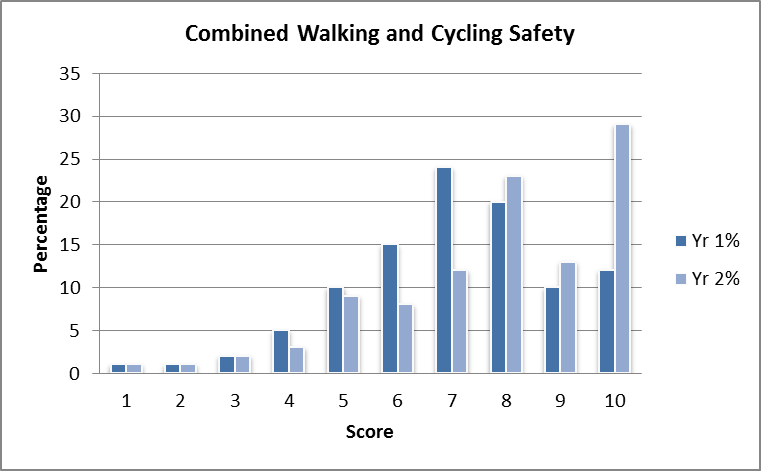 Combined Walking and Cycling Safety
35
30
25
20
15
10
5
0
Percentage
1 2 3 4 5 6 7 8 9 10
Score
Yr 1%
Yr 2%